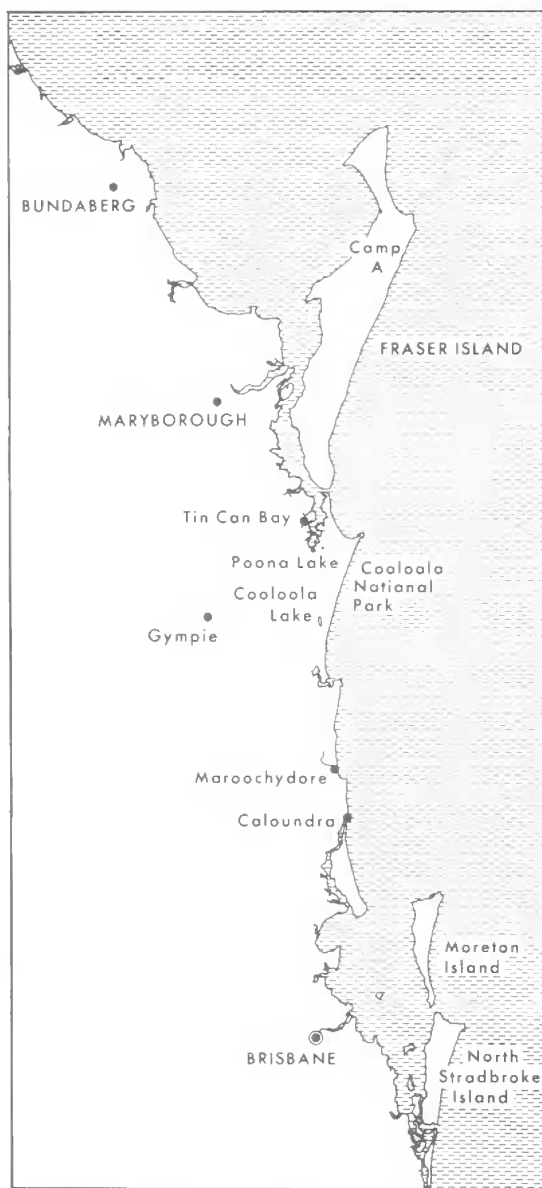 BUNDABERG
Camp
A
FRASER ISLAND
MARYBOROUGH
Tin Can Bay
Poona Lake
Cooloala
National
Park
Cooloola
Lake
Gympie
Maroochydore
Caloundra
Moreton
Island
BRISBANE
North
Stradbroke
Island